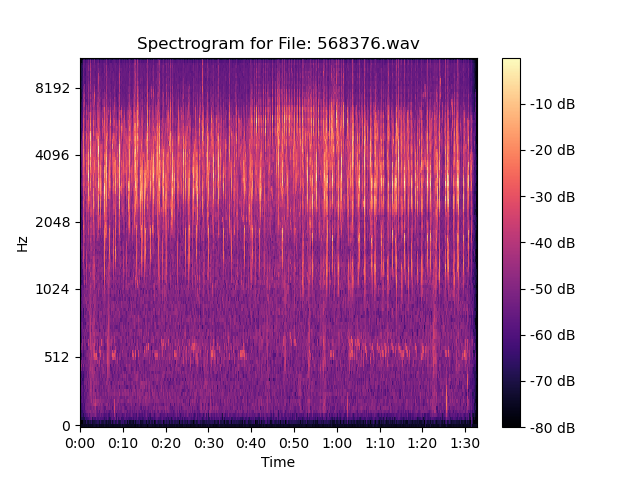 Spectrogram for File: 568376.wav
8192
4096
2048
1024
512
0
Hz
0:00 0:10 0:20 0:30 0:40 0:50 1:00 1:10 1:20 1:30
Time
-10 dB
-20 dB
-30 dB
-40 dB
-50 dB
-60 dB
-70 dB
-80 dB